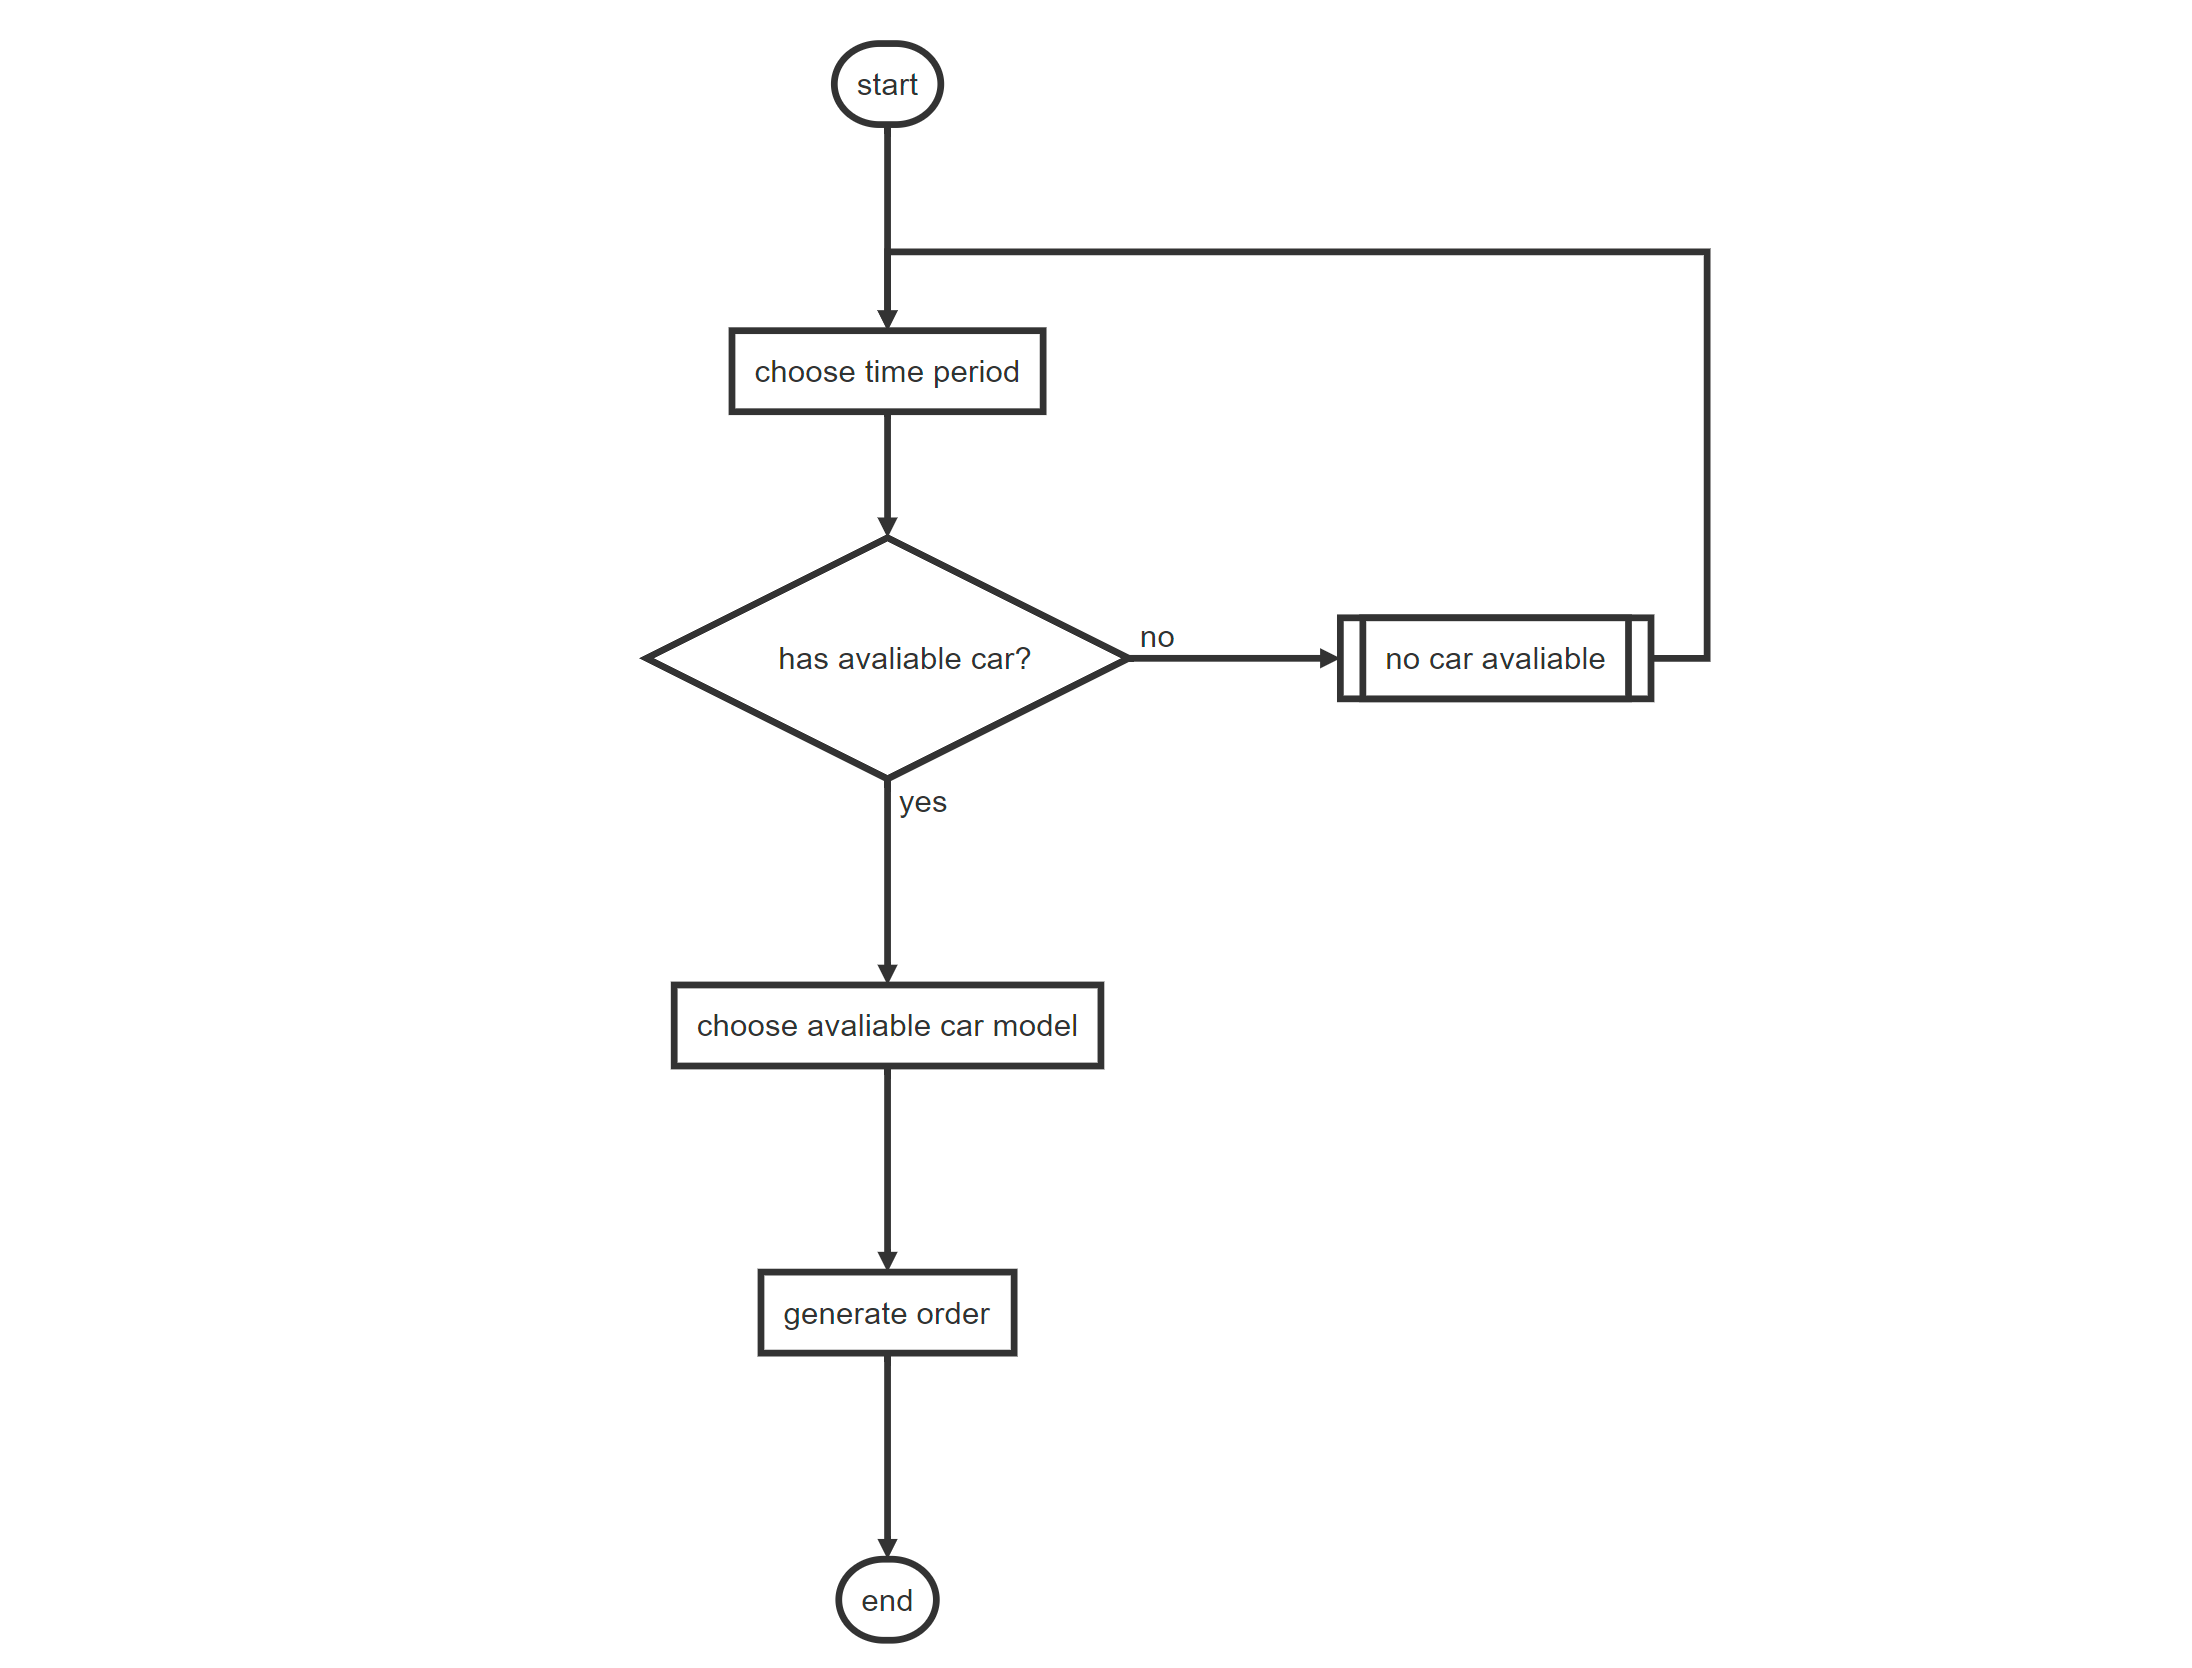 start
choose time period
has avaliable car?
no
no car avaliable
yes
choose avaliable car model
generate order
end